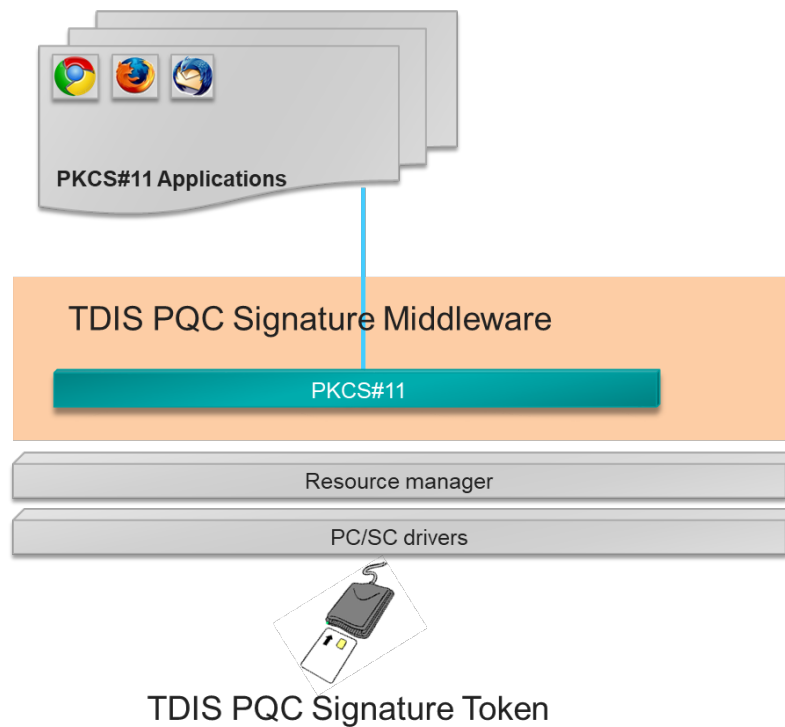 PKCS#11 Applications
TDIS PQC Signature Middleware
PKCS#11
Resource manager
PC/SC drivers
TDIS PQC Signature Token